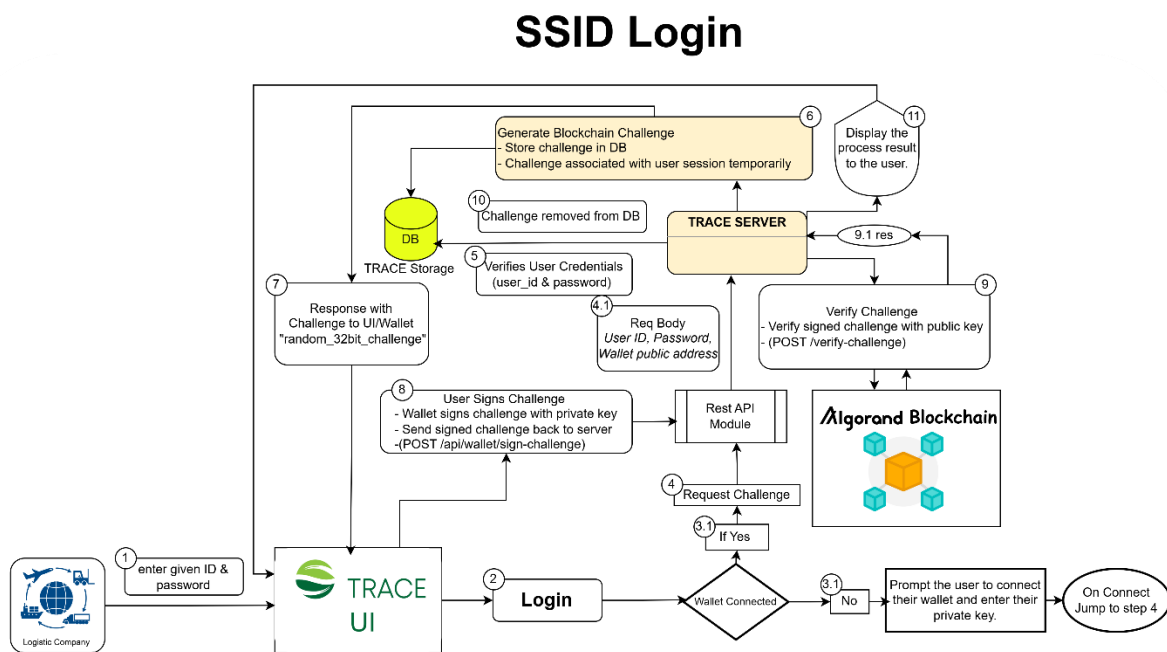 SSID Login
6
Generate Blockchain Challenge
- Store challenge in DB
- Challenge associated with user session temporarily
11
Display the
process result
to the user.
10
Challenge removed from DB
TRACE SERVER
9.1 res
DB
TRACE Storage
5
Verifies User Credentials
(user_id & password)
7
Response with
Challenge to UI/Wallet
"random_32bit_challenge"
4.1
Req Body
User ID, Password,
Wallet public address
9
Verify Challenge
- Verify signed challenge with public key
- (POST /verify-challenge)
8
User Signs Challenge
- Wallet signs challenge with private key
- Send signed challenge back to server
-(POST /api/wallet/sign-challenge)
Rest API
Module
Algorand Blockchain
4
Request Challenge
3.1
If Yes
1
enter given ID &
password
Logistic Company
TRACE
UI
2
Login
Wallet Connected
3.1
No
Prompt the user to connect
their wallet and enter their
private key.
On Connect
Jump to step 4